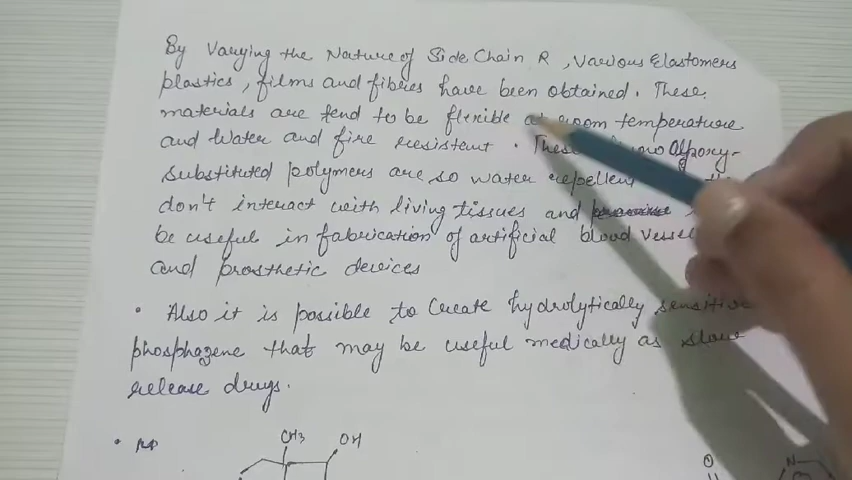 By Varying the Nature of Side Chain R , Various Elastomers
plastics , films and fibres have been obtained . These
materials are tend to be flexible at room temperature
and water and fire resistent . These
substituted polymers are so water repellent
don't interact with living tissues and
be useful in fabrication of artificial blood vessel
and prosthetic devices
• Also it is possible to create hydrolytically sensitive
phosphazene that may be useful medically as slow
release drugs.
CH3 OH
O N